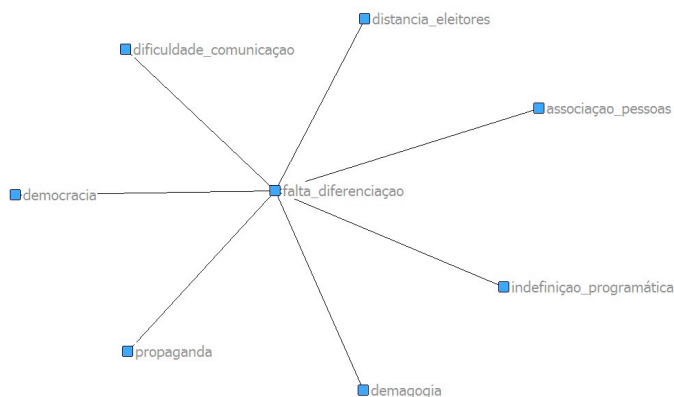 distancia_eleitores
dificuldade_comunicaçao
associaçao_pessoas
falta_diferenciaçao
democracia
indefiniçao_programática
propaganda
demagogia